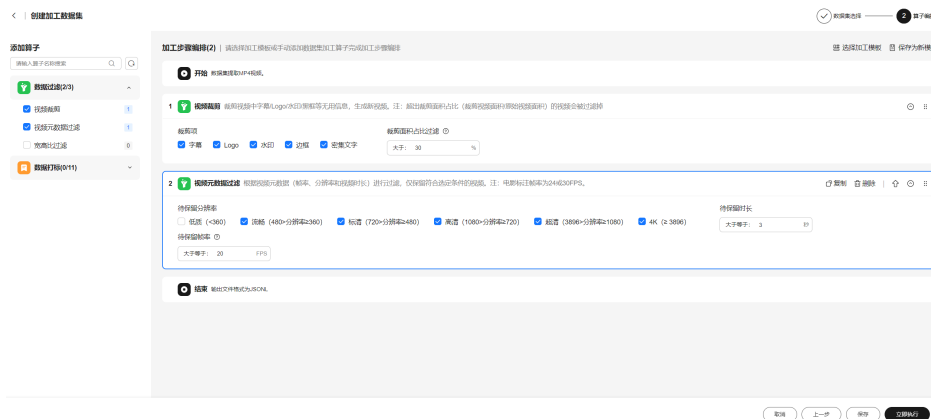 创建加工数据集
数据集选择
2 算子编
添加算子
请输入算子名称搜索
数据过滤(2/3)
视频裁剪 1
视频元数据过滤 1
宽高比过滤 0
数据打标(0/11)
加工步骤编排(2) | 请选择加工模板或手动添加数据集加工算子完成加工步骤编排
选择加工模板 保存为新模
开始 数据集提取MP4视频。
1 视频裁剪 裁剪视频中字幕/Logo/水印/黑框等无用信息，生成新视频。注：超出裁剪面积占比（裁剪视频面积/原始视频面积）的视频会被过滤掉
裁剪项 裁剪面积占比过滤
字幕 Logo 水印 边框 密集文字 大于: 30 %
2 视频元数据过滤 根据视频元数据（帧率、分辨率和视频时长）进行过滤，仅保留符合选定条件的视频。注：电影标注帧率为24或30FPS。
复制 删除
待保留分辨率 待保留时长
低质（<360） 流畅（480>分辨率≥360） 标清（720>分辨率≥480） 高清（1080>分辨率≥720） 超清（3896>分辨率≥1080） 4K（≥ 3896） 大于等于: 3 秒
待保留帧率
大于等于: 20 FPS
结束 输出文件格式为JSONL
取消 上一步 保存 立即执行